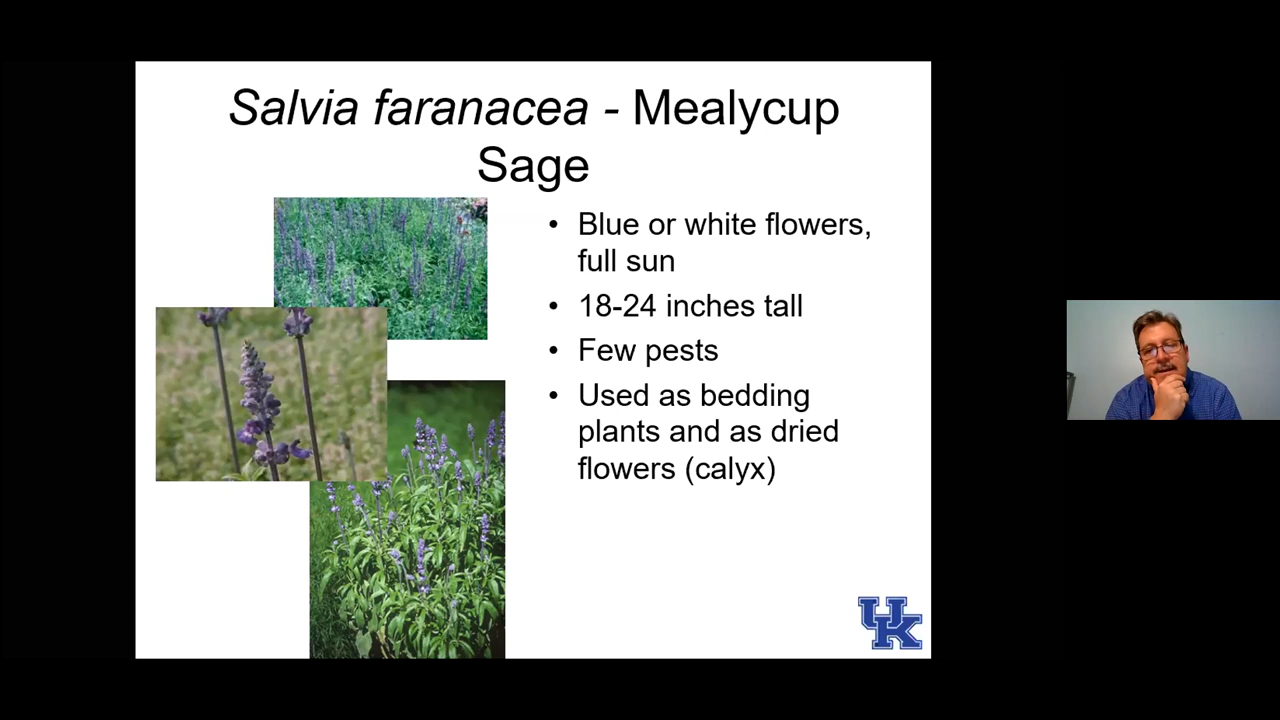 Salvia faranacea - Mealycup
Sage
• Blue or white flowers,
full sun
• 18-24 inches tall
• Few pests
• Used as bedding
plants and as dried
flowers (calyx)
UK